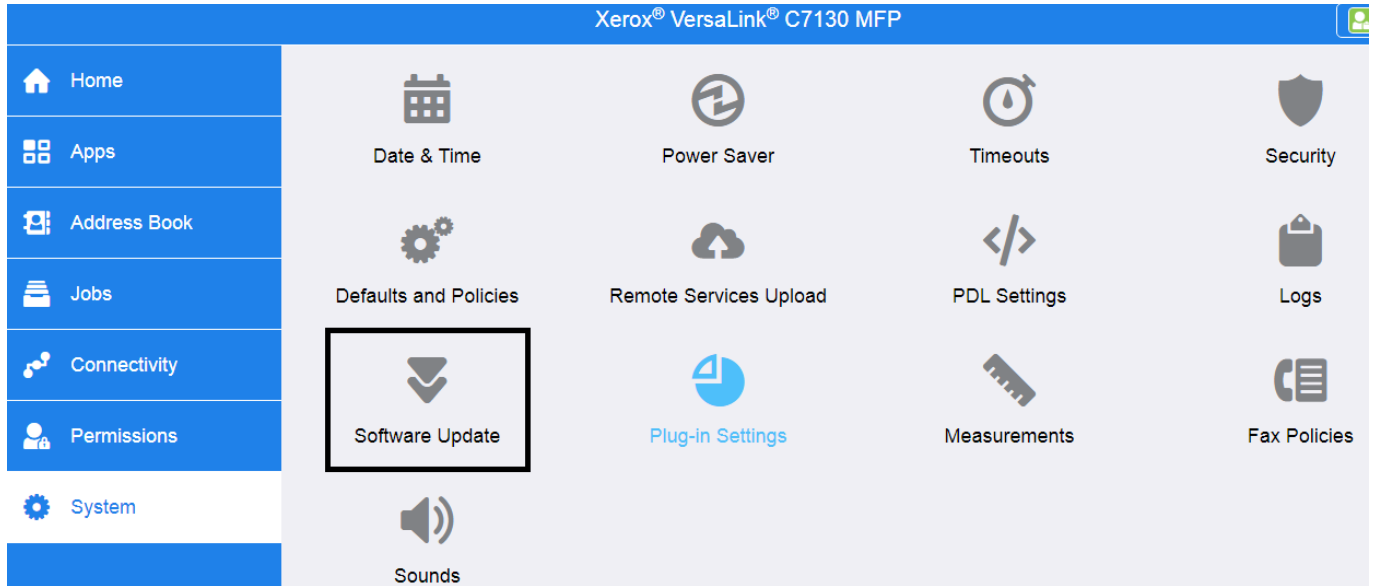 Xerox® VersaLink® C7130 MFP
Home
Apps
Address Book
Jobs
Connectivity
Permissions
System
Date & Time
Power Saver
Timeouts
Security
Defaults and Policies
Remote Services Upload
PDL Settings
Logs
Software Update
Plug-in Settings
Measurements
Fax Policies
Sounds